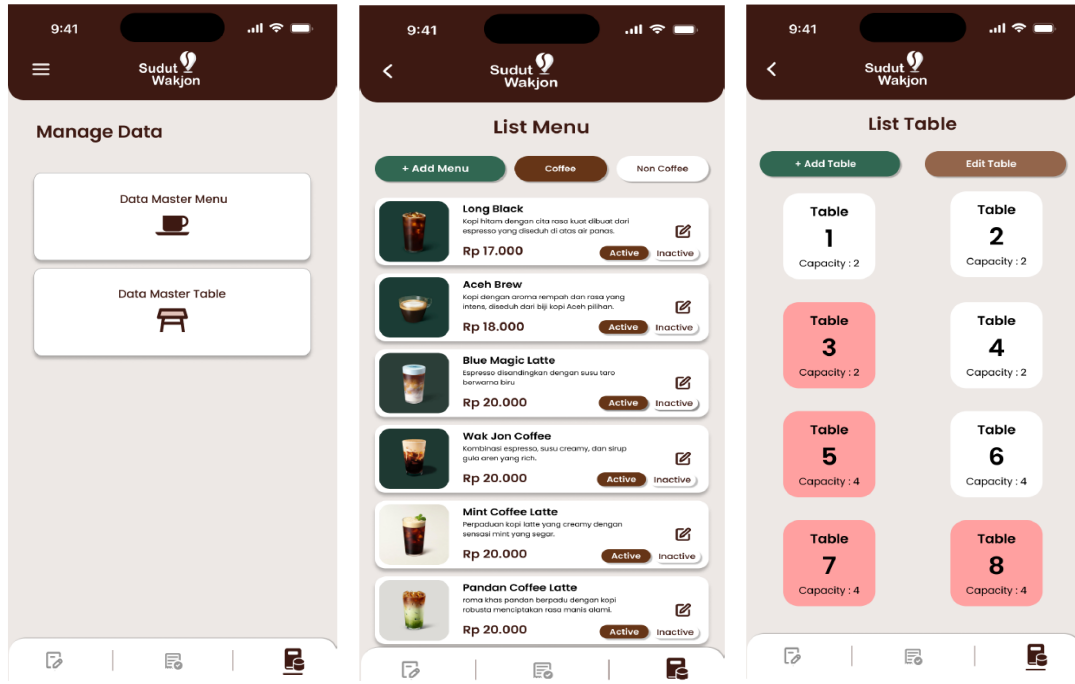 9:41
Sudut
Wakjon
Manage Data
Data Master Menu
Data Master Table
9:41
Sudut
Wakjon
List Menu
+ Add Menu
Coffee
Non Coffee
Long Black
Kopi hitam dengan cita rasa kuat dibuat dari
espresso yang diseduh di atas air panas.
Rp 17.000
Active
Inactive
Aceh Brew
Kopi dengan aroma rempah dan rasa yang
intens, diseduh dari biji kopi Aceh pilihan.
Rp 18.000
Active
Inactive
Blue Magic Latte
Espresso disandingkan dengan susu taro
berwarna biru
Rp 20.000
Active
Inactive
Wak Jon Coffee
Kombinasi espresso, susu creamy, dan sirup
gula aren yang rich.
Rp 20.000
Active
Inactive
Mint Coffee Latte
Perpaduan kopi latte yang creamy dengan
sensasi mint yang segar.
Rp 20.000
Active
Inactive
Pandan Coffee Latte
roma khas pandan berpadu dengan kopi
robusta menciptakan rasa manis alami.
Rp 20.000
Active
Inactive
9:41
Sudut
Wakjon
List Table
+ Add Table
Edit Table
Table
1
Capacity : 2
Table
2
Capacity : 2
Table
3
Capacity : 2
Table
4
Capacity : 2
Table
5
Capacity : 4
Table
6
Capacity : 4
Table
7
Capacity : 4
Table
8
Capacity : 4